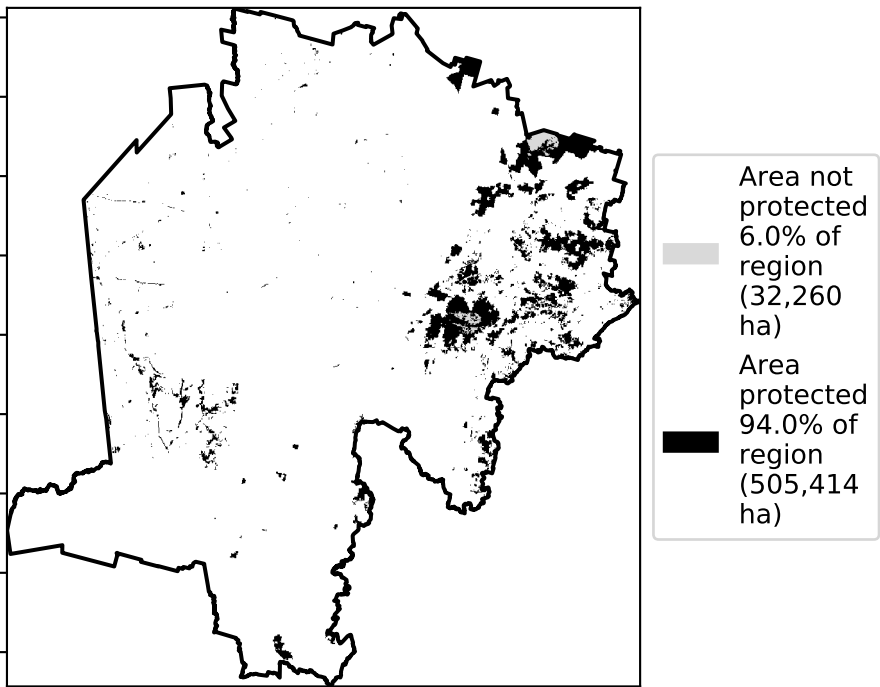 Area not
protected
6.0% of
region
(32,260
ha)
Area
protected
94.0% of
region
(505,414
ha)